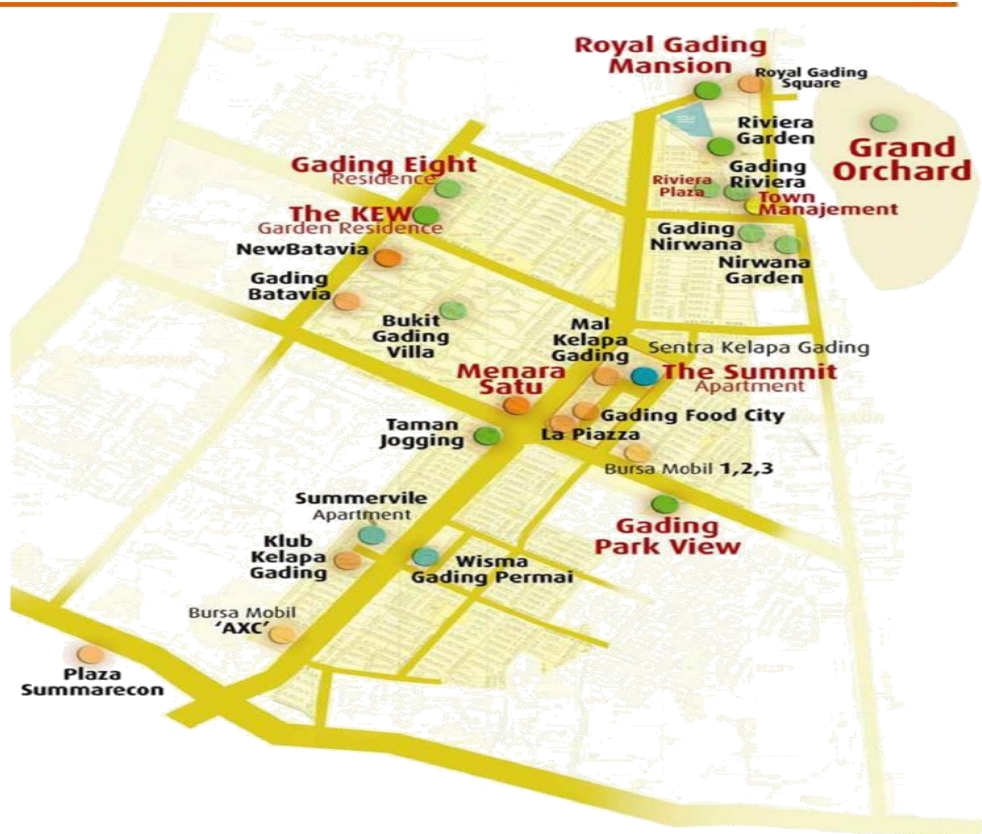 Royal Gading
Mansion
Royal Gading
Square
Riviera
Garden
Grand
Orchard
Gading Eight
Residence
Gading
Riviera
Riviera
Plaza
Town
Manajement
The KEW
Garden Residence
Gading
Nirwana
NewBatavia
Nirwana
Garden
Gading
Batavia
Bukit
Gading
Villa
Mal
Kelapa
Gading
Sentra Kelapa Gading
Menara
Satu
The Summit
Apartment
Gading Food City
Taman
Jogging
La Piazza
Bursa Mobil 1,2,3
Summervile
Apartment
Gading
Park View
Klub
Kelapa
Gading
Wisma
Gading Permai
Bursa Mobil
'AXC'
Plaza
Summarecon